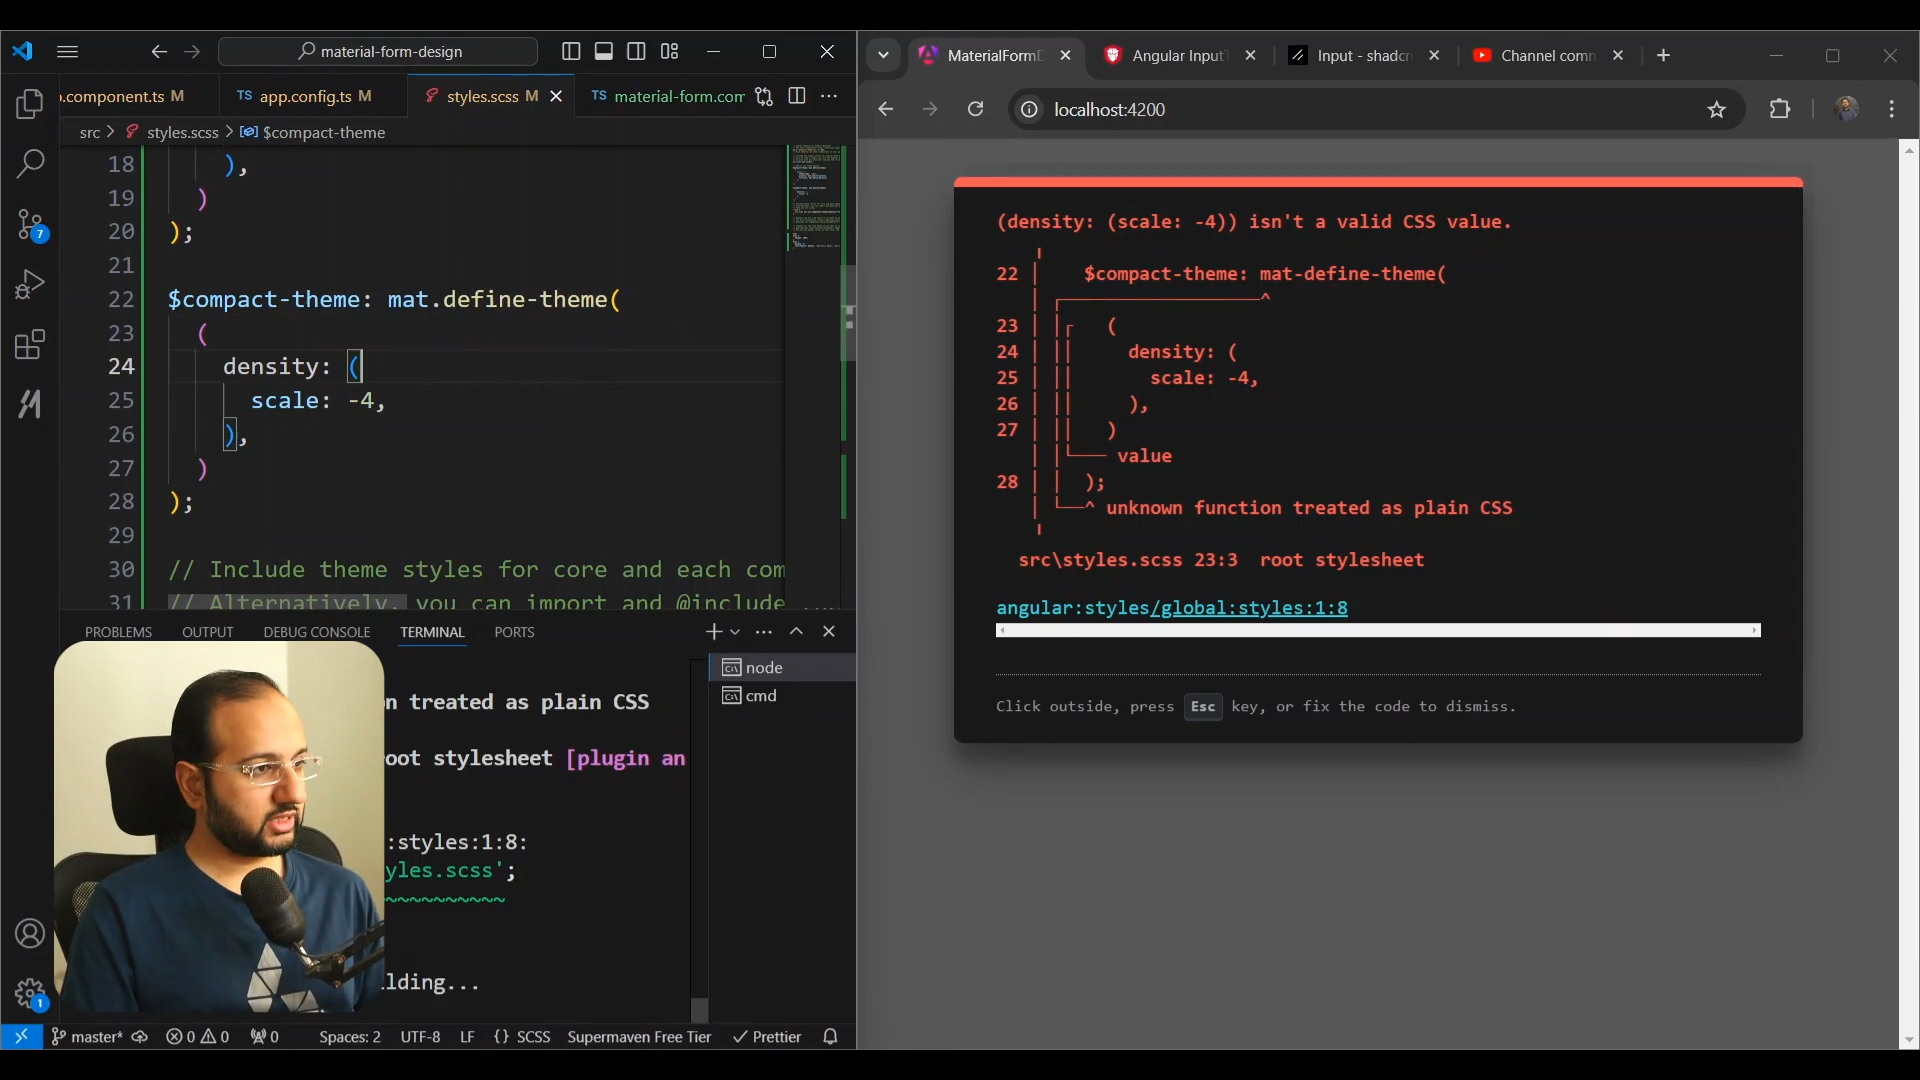 material-form-design
.component.ts M
TS app.config.ts M
styles.scss M
TS material-form.com
src > styles.scss > $compact-theme
18 ),
19 )
20 );
21
22 $compact-theme: mat.define-theme(
23 (
24 density: (
25 scale: -4,
26 ),
27 )
28 );
29
30 // Include theme styles for core and each com
31 // Alternatively, you can import and @include
7
1
PROBLEMS OUTPUT DEBUG CONSOLE TERMINAL PORTS
node
cmd
n treated as plain CSS
oot stylesheet [plugin an
:styles:1:8:
yles.scss';
~~~~~~~~~~~
lding...
master* 0 0 0 Spaces: 2 UTF-8 LF {} SCSS Supermaven Free Tier Prettier
MaterialFormD
Angular Input
Input - shadcn
Channel com
localhost:4200
(density: (scale: -4)) isn't a valid CSS value.
22 | $compact-theme: mat-define-theme(
23 (
24 density: (
25 scale: -4,
26 ),
27 )
value
28 );
^ unknown function treated as plain CSS
src\styles.scss 23:3 root stylesheet
angular:styles/global:styles:1:8
Click outside, press Esc key, or fix the code to dismiss.